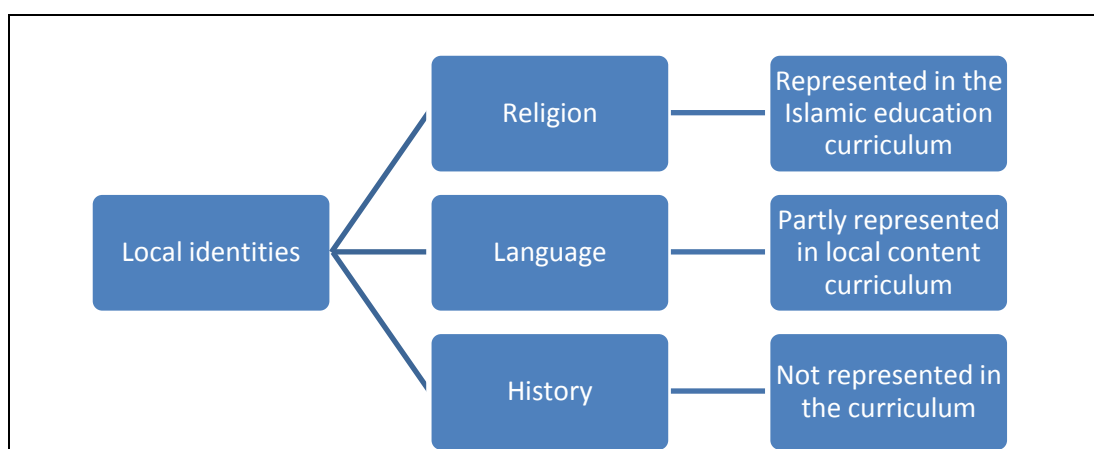 Local identities
Religion
Represented in the
Islamic education
curriculum
Language
Partly represented
in local content
curriculum
History
Not represented in
the curriculum